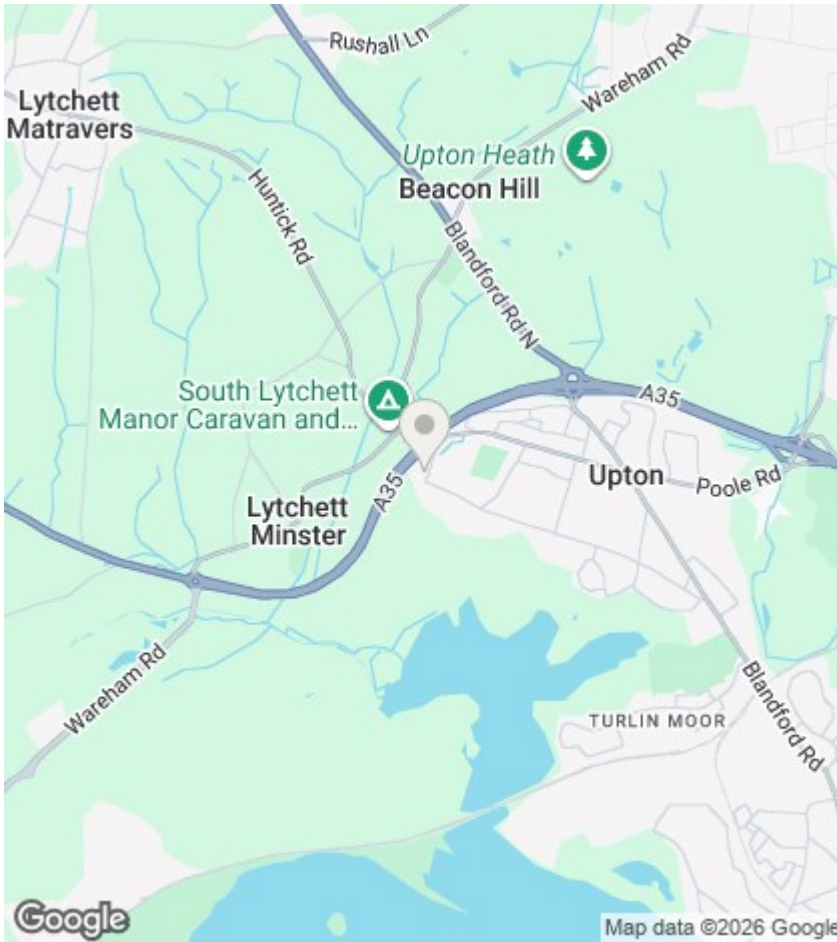 Rushall Ln
Lytchett
Matravers
Wareham Rd
Upton Heath
Beacon Hill
Huntick Rd
Blandford Rd N
South Lytchett
Manor Caravan and...
A35
A35
Upton
Poole Rd
Lytchett
Minster
Wareham Rd
TURLIN MOOR
Blandford Rd
Google
Map data ©2026 Google